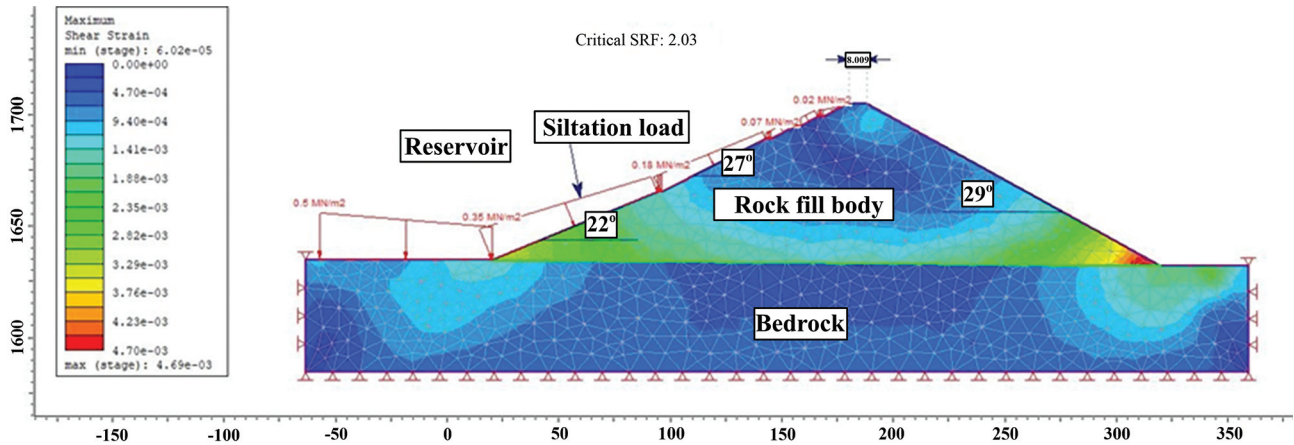 Maximum
Shear Strain
min (stage): 6.02e-05
0.00e+00
4.70e-04
9.40e-04
1.41e-03
1.88e-03
2.35e-03
2.82e-03
3.29e-03
3.76e-03
4.23e-03
4.70e-03
max (stage): 4.69e-03
Critical SRF: 2.03
8.009
0.02 MN/m2
0.07 MN/m2
Siltation load
Reservoir
0.18 MN/m2
27°
0.5 MN/m2
0.35 MN/m2
22°
Rock fill body
29°
Bedrock
1700
1650
1600
-150
-100
-50
0
50
100
150
200
250
300
350